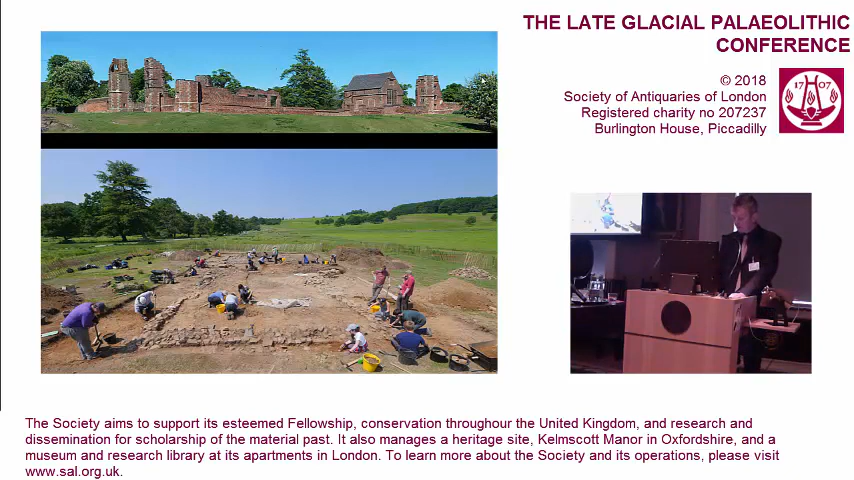 THE LATE GLACIAL PALAEOLITHIC
CONFERENCE
© 2018
Society of Antiquaries of London
Registered charity no 207237
Burlington House, Piccadilly
1707
The Society aims to support its esteemed Fellowship, conservation throughour the United Kingdom, and research and
dissemination for scholarship of the material past. It also manages a heritage site, Kelmscott Manor in Oxfordshire, and a
museum and research library at its apartments in London. To learn more about the Society and its operations, please visit
www.sal.org.uk.